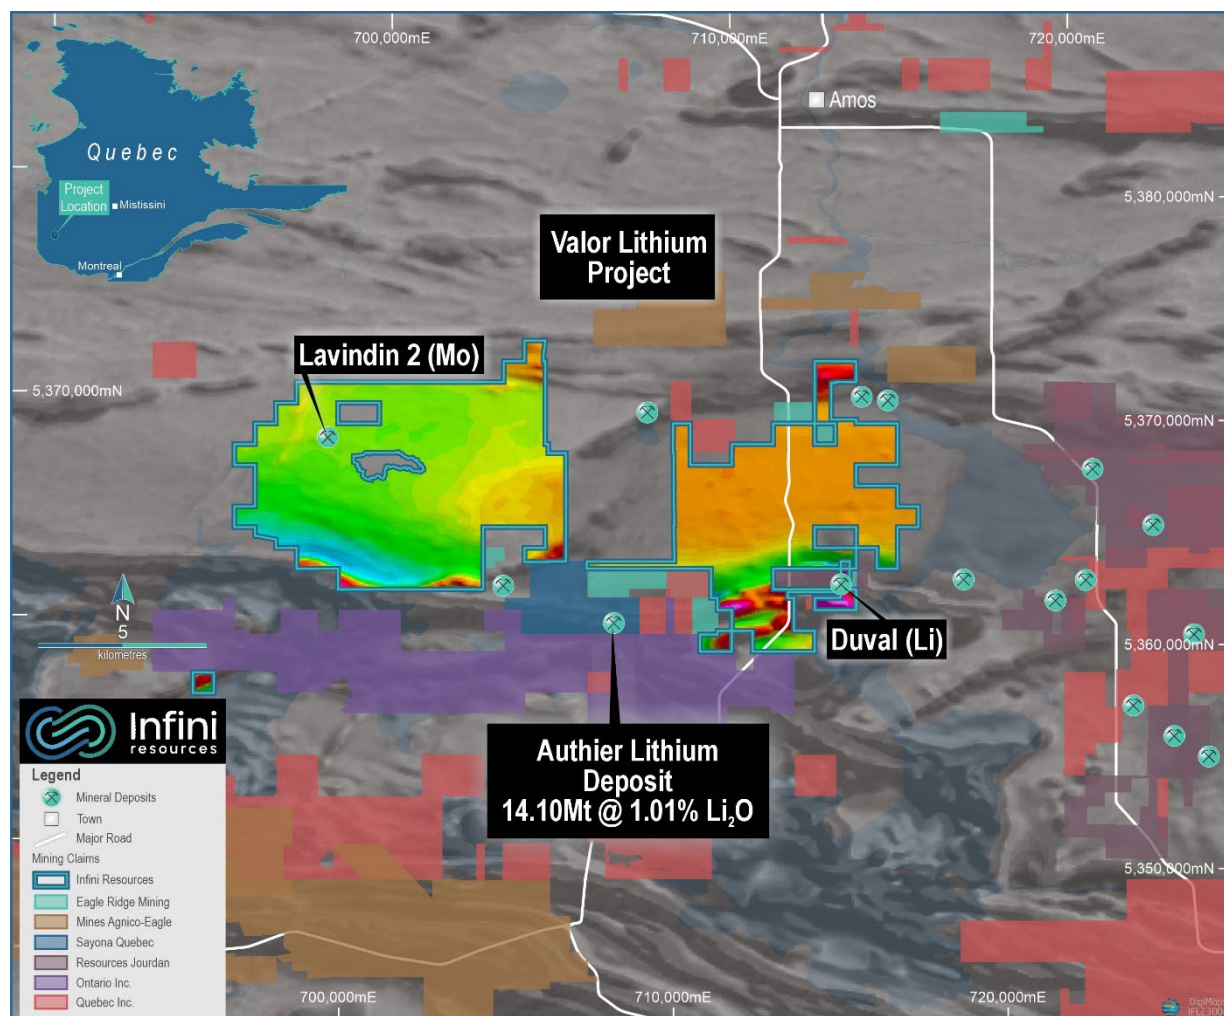 700,000mE
710,000mE
720,000mE
Quebec
Project
Location
Mistissini
Montreal
Amos
5,380,000mN
Valor Lithium
Project
Lavindin 2 (Mo)
5,370,000mN
5,370,000mN
N
5
kilometres
Duval (Li)
5,360,000mN
Infini
resources
Authier Lithium
Deposit
14.10Mt @ 1.01% Li₂O
Legend
Mineral Deposits
Town
Major Road
Mining Claims
Infini Resources
Eagle Ridge Mining
Mines Agnico-Eagle
Sayona Quebec
Resources Jourdan
Ontario Inc.
Quebec Inc.
5,350,000mN
700,000mE
710,000mE
720,000mE
DigiMaps